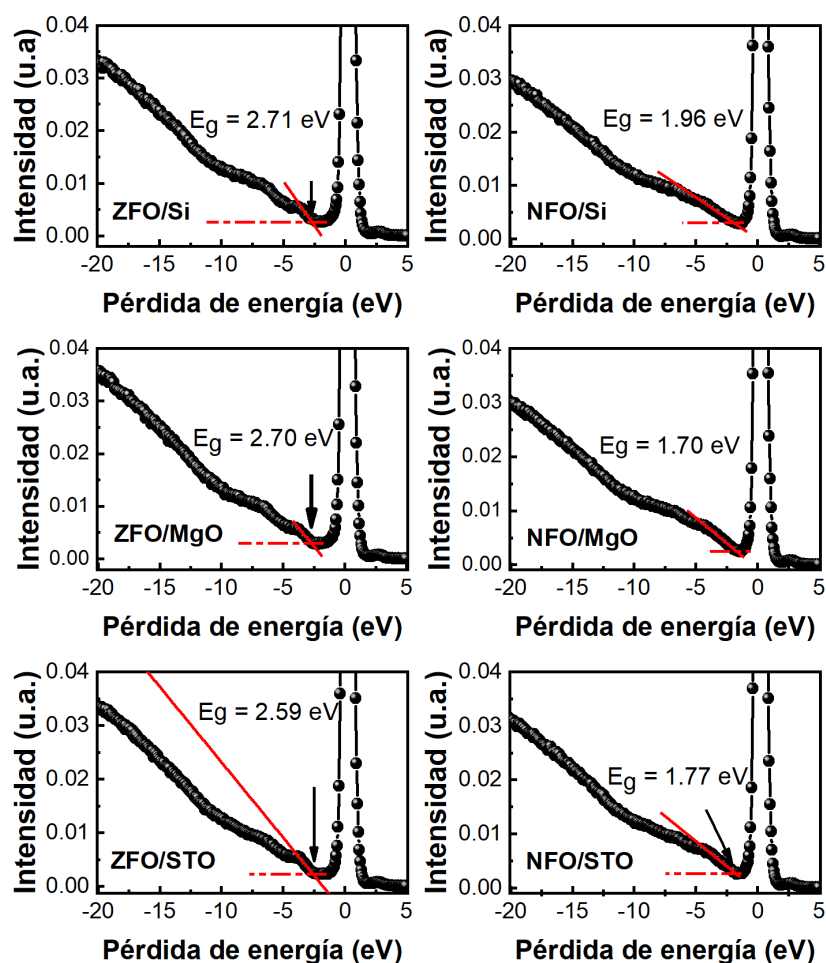 Intensidad (u.a)
0.04
0.03
0.02
0.01
0.00
Eg = 2.71 eV
ZFO/Si
-20 -15 -10 -5 0 5
Pérdida de energía (eV)
Intensidad (u.a)
0.04
0.03
0.02
0.01
0.00
Eg = 1.96 eV
NFO/Si
-20 -15 -10 -5 0 5
Pérdida de energía (eV)
Intensidad (u.a.)
0.04
0.03
0.02
0.01
0.00
Eg = 2.70 eV
ZFO/MgO
-20 -15 -10 -5 0 5
Pérdida de energía (eV)
Intensidad (u.a.)
0.04
0.03
0.02
0.01
0.00
Eg = 1.70 eV
NFO/MgO
-20 -15 -10 -5 0 5
Pérdida de energía (eV)
Intensidad (u.a.)
0.04
0.03
0.02
0.01
0.00
Eg = 2.59 eV
ZFO/STO
-20 -15 -10 -5 0 5
Pérdida de energía (eV)
Intensidad (u.a.)
0.04
0.03
0.02
0.01
0.00
Eg = 1.77 eV
NFO/STO
-20 -15 -10 -5 0 5
Pérdida de energía (eV)